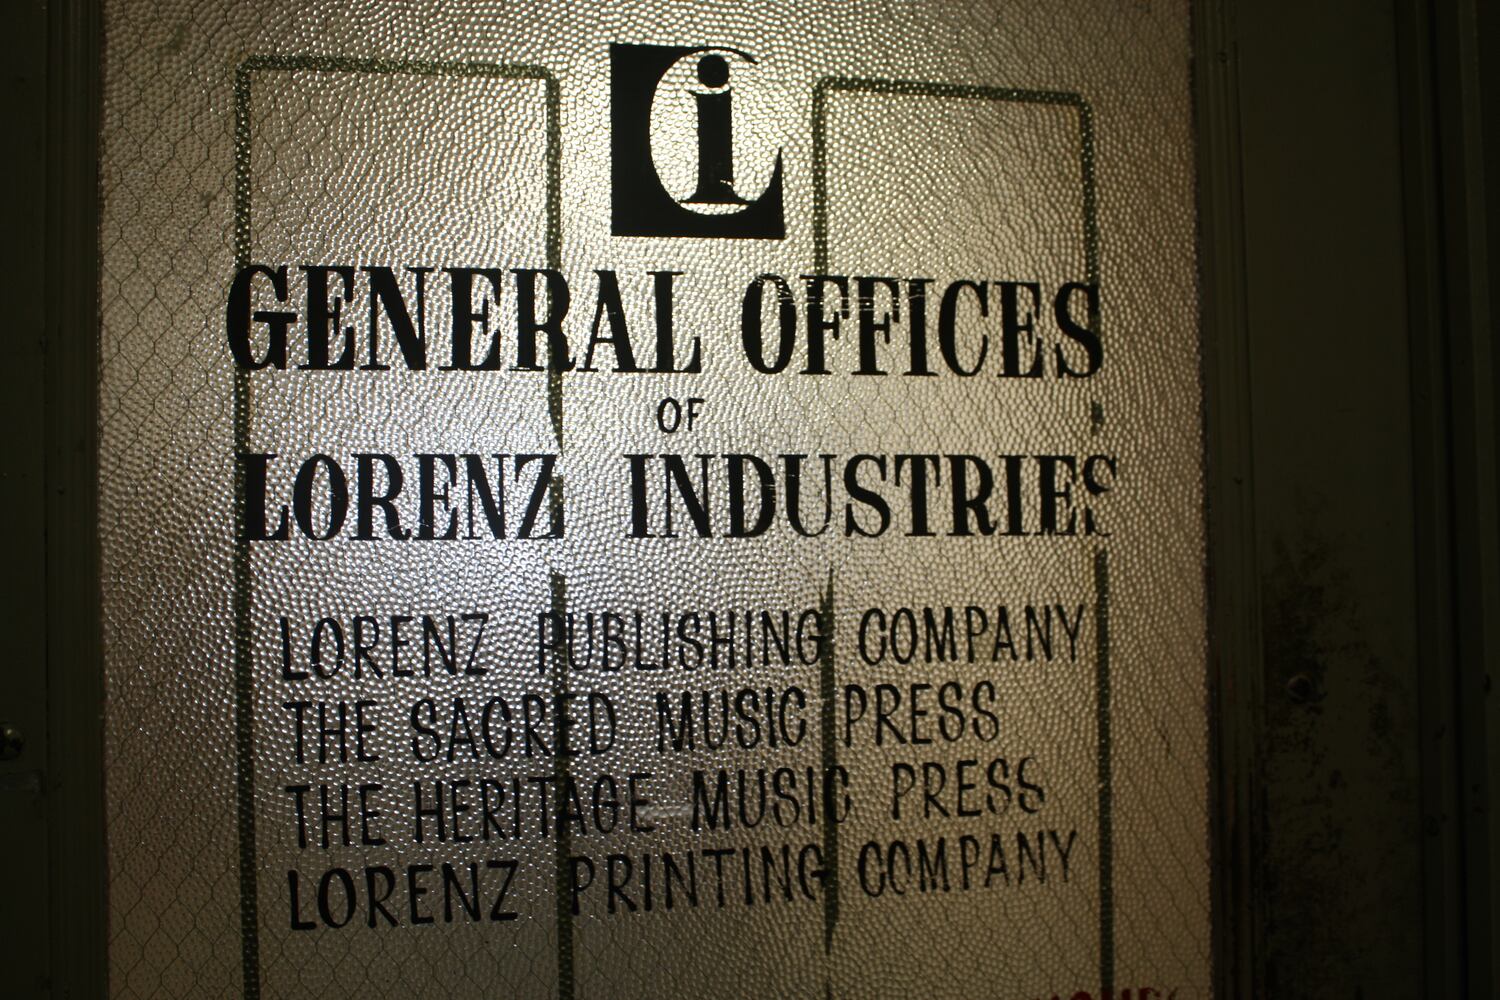 Li
GENERAL OFFICES
OF
LORENZ INDUSTRIES
LORENZ PUBLISHING COMPANY
THE SACRED MUSIC PRESS
THE HERITAGE MUSIC PRESS
LORENZ PRINTING COMPANY